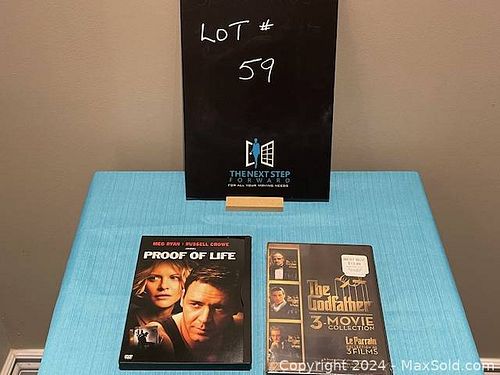 LOT #
59
THE NEXT STEP
FORWARD
FOR ALL YOUR MOVING NEEDS
MEG RYAN RUSSELL CROWE
PROOF OF LIFE
DVD
The
Godfather
3-MOVIE
COLLECTION
Le Parrain
3 FILMS
Copyright 2024 - MaxSold.com